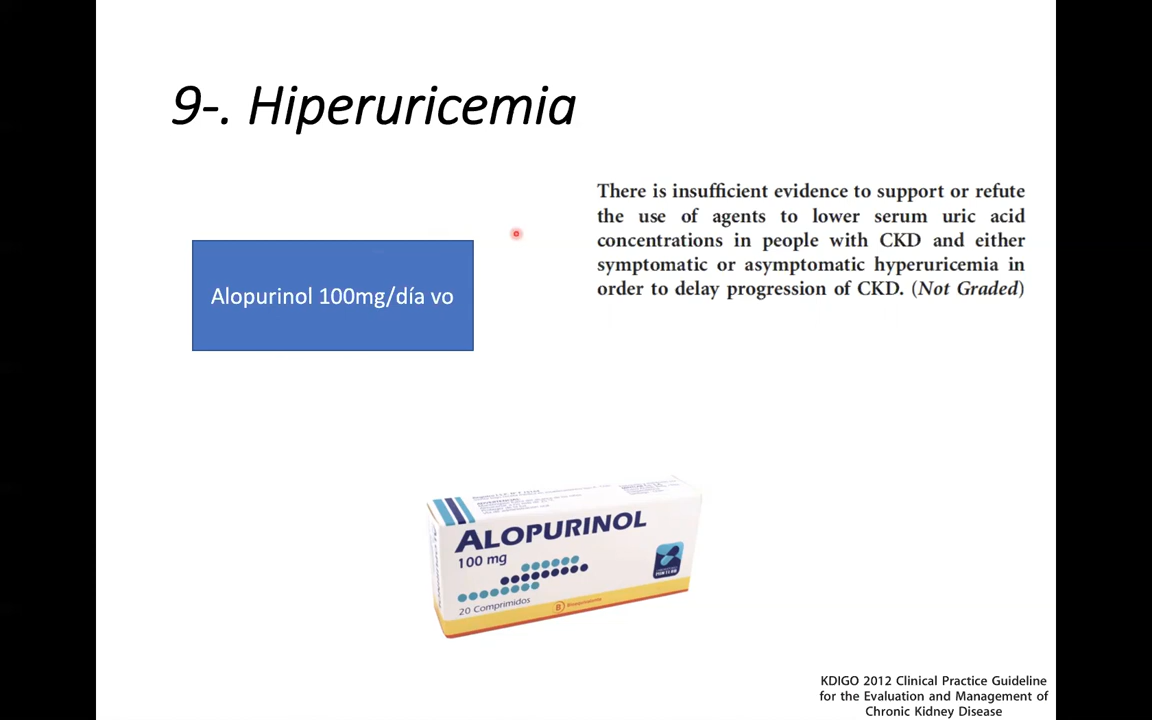 9-. Hiperuricemia
There is insufficient evidence to support or refute
the use of agents to lower serum uric acid
concentrations in people with CKD and either
symptomatic or asymptomatic hyperuricemia in
order to delay progression of CKD. (Not Graded)
Alopurinol 100mg/día vo
ALOPURINOL
100 mg
20 Comprimidos
B Bioequivalente
KDIGO 2012 Clinical Practice Guideline
for the Evaluation and Management of
Chronic Kidney Disease